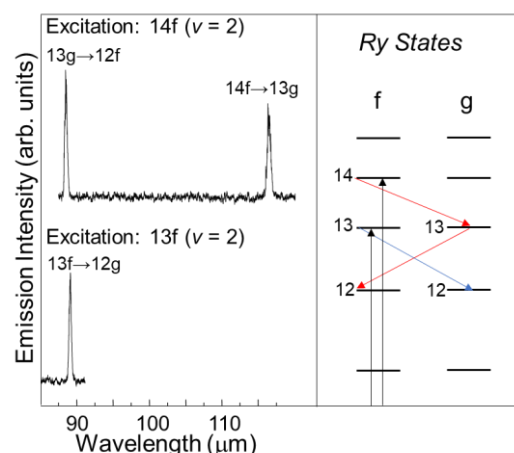 Excitation: 14f (v = 2)
13g→12f
14f→13g
Excitation: 13f (v = 2)
13f→12g
Emission Intensity (arb. units)
90 100 110
Wavelength (μm)
Ry States
f g
14
13 13
12 12